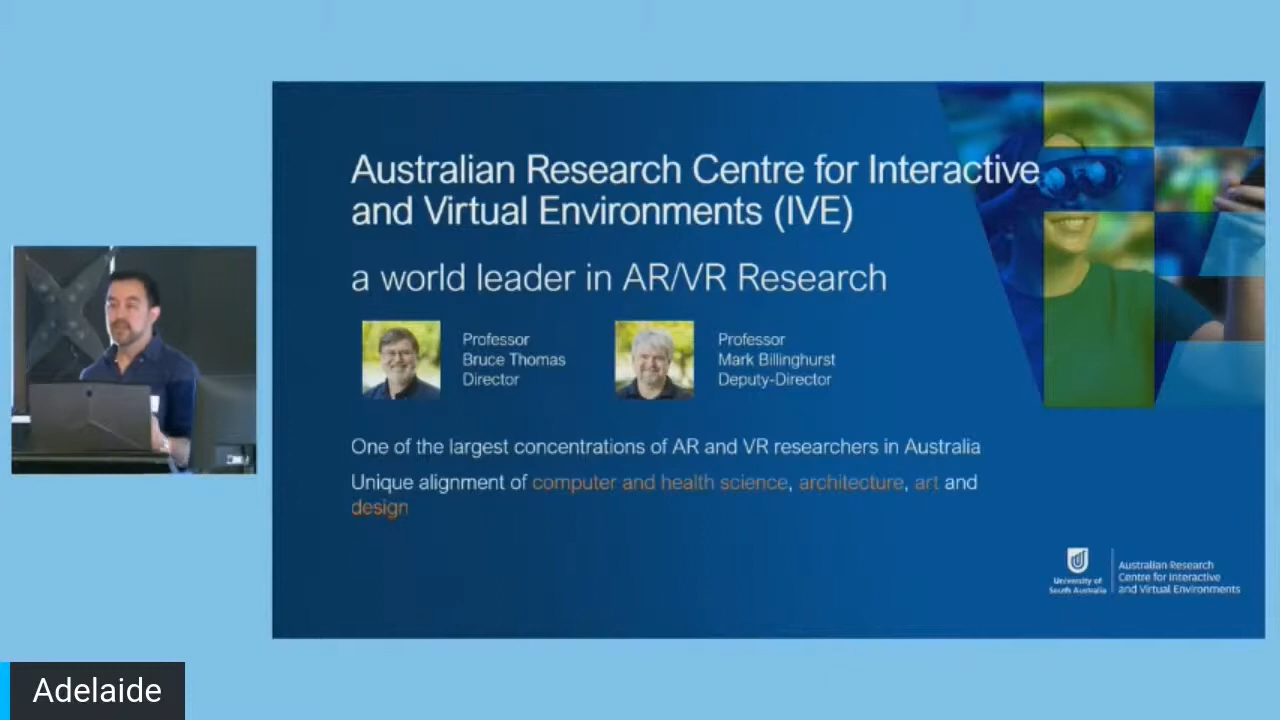 Australian Research Centre for Interactive
and Virtual Environments (IVE)
a world leader in AR/VR Research
Professor
Bruce Thomas
Director
Professor
Mark Billinghurst
Deputy-Director
One of the largest concentrations of AR and VR researchers in Australia
Unique alignment of computer and health science, architecture, art and
design
University of
South Australia
Australian Research
Centre for Interactive
and Virtual Environments
Adelaide